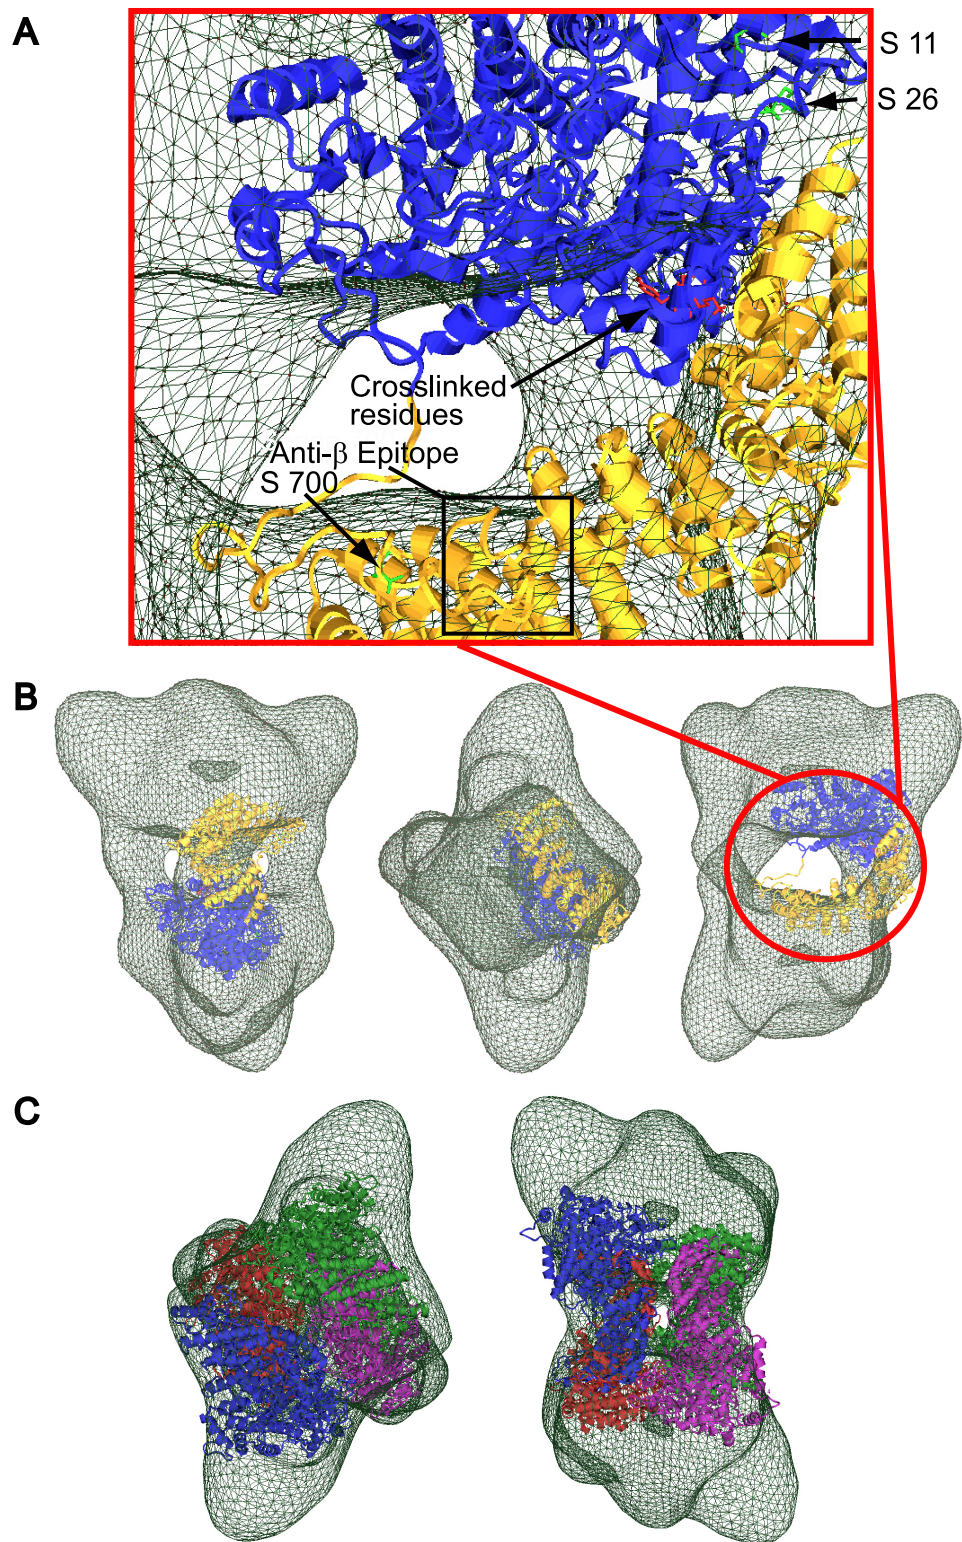 A
S 11
S 26
Crosslinked
residues
Anti-β Epitope
S 700
B
C